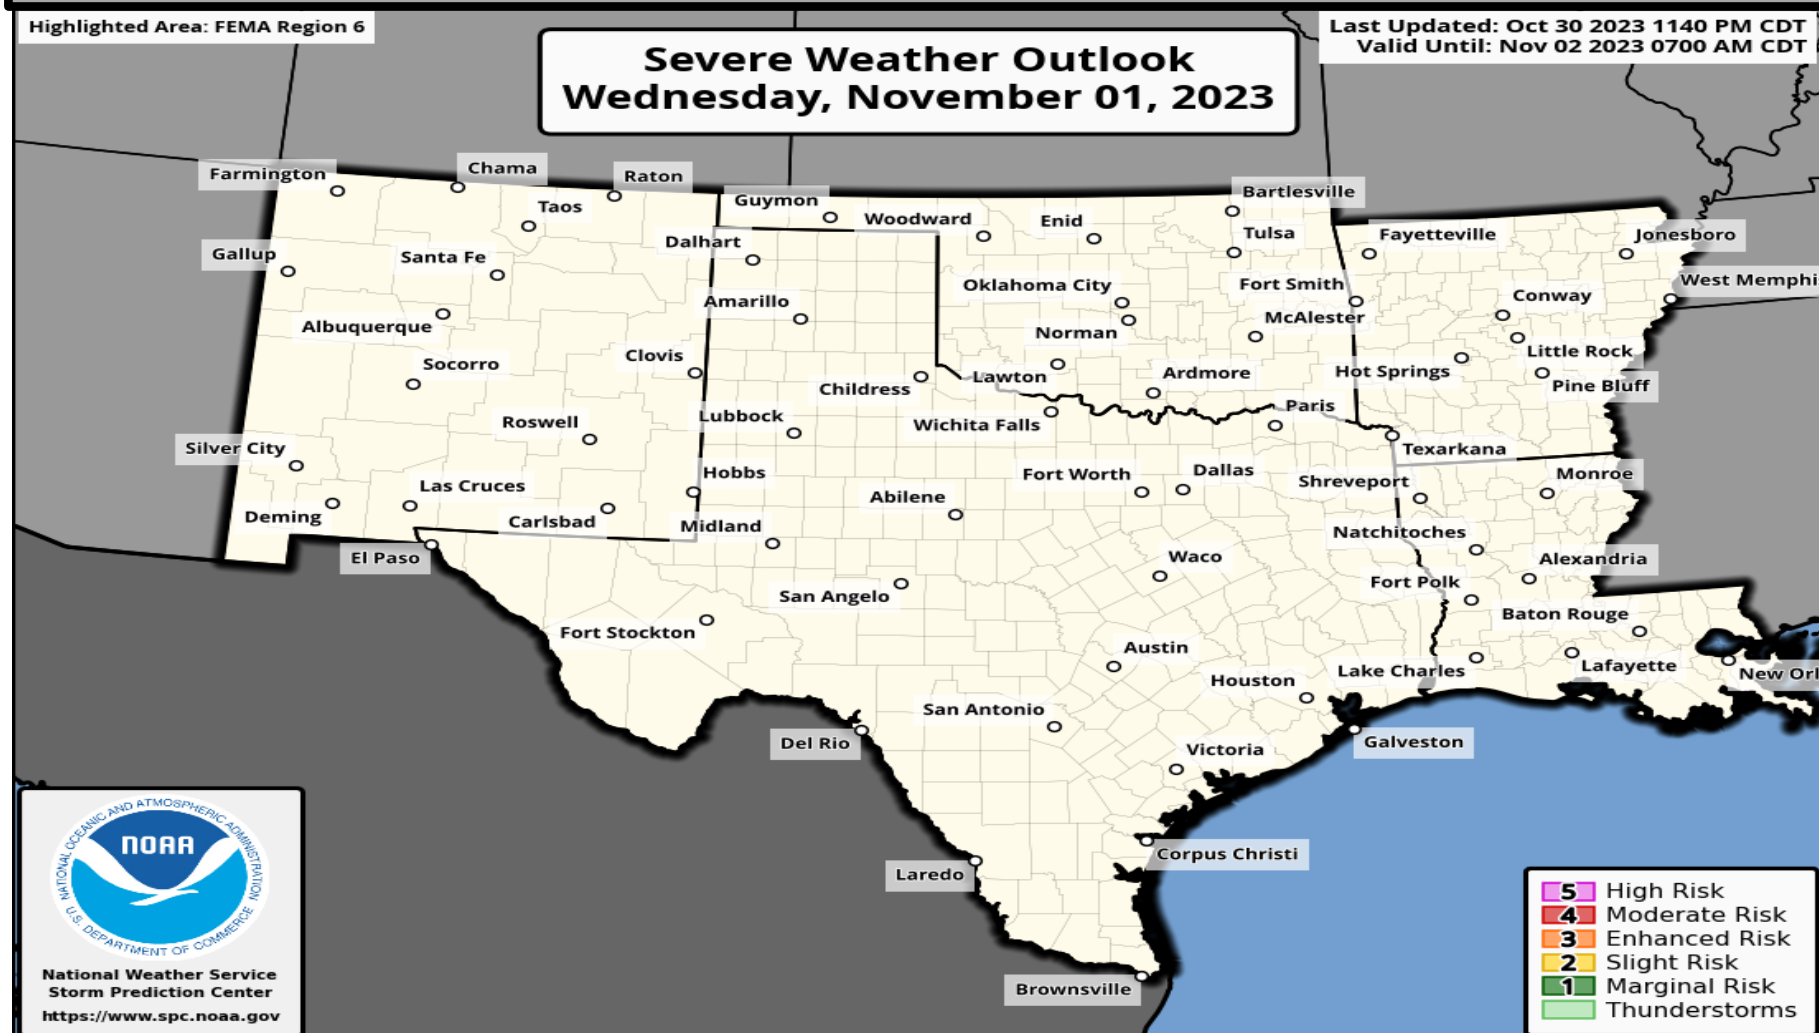 Highlighted Area: FEMA Region 6
Severe Weather Outlook
Wednesday, November 01, 2023
Last Updated: Oct 30 2023 1140 PM CDT
Valid Until: Nov 02 2023 0700 AM CDT
Farmington
Chama
Raton
Taos
Guymon
Woodward
Enid
Bartlesville
Tulsa
Fayetteville
Jonesboro
Gallup
Santa Fe
Dalhart
Oklahoma City
Fort Smith
Conway
West Memphi
Albuquerque
Amarillo
Norman
McAlester
Little Rock
Socorro
Clovis
Childress
Lawton
Ardmore
Hot Springs
Pine Bluff
Roswell
Lubbock
Wichita Falls
Paris
Texarkana
Silver City
Las Cruces
Hobbs
Abilene
Fort Worth
Dallas
Shreveport
Monroe
Deming
Carlsbad
Midland
Natchitoches
El Paso
San Angelo
Waco
Fort Polk
Alexandria
Fort Stockton
Austin
Baton Rouge
Houston
Lake Charles
Lafayette
New Orl
San Antonio
Del Rio
Victoria
Galveston
Laredo
Corpus Christi
Brownsville
NATIONAL OCEANIC AND ATMOSPHERIC ADMINISTRATION
NOAA
U.S. DEPARTMENT OF COMMERCE
National Weather Service
Storm Prediction Center
https://www.spc.noaa.gov
5 High Risk
4 Moderate Risk
3 Enhanced Risk
2 Slight Risk
1 Marginal Risk
Thunderstorms